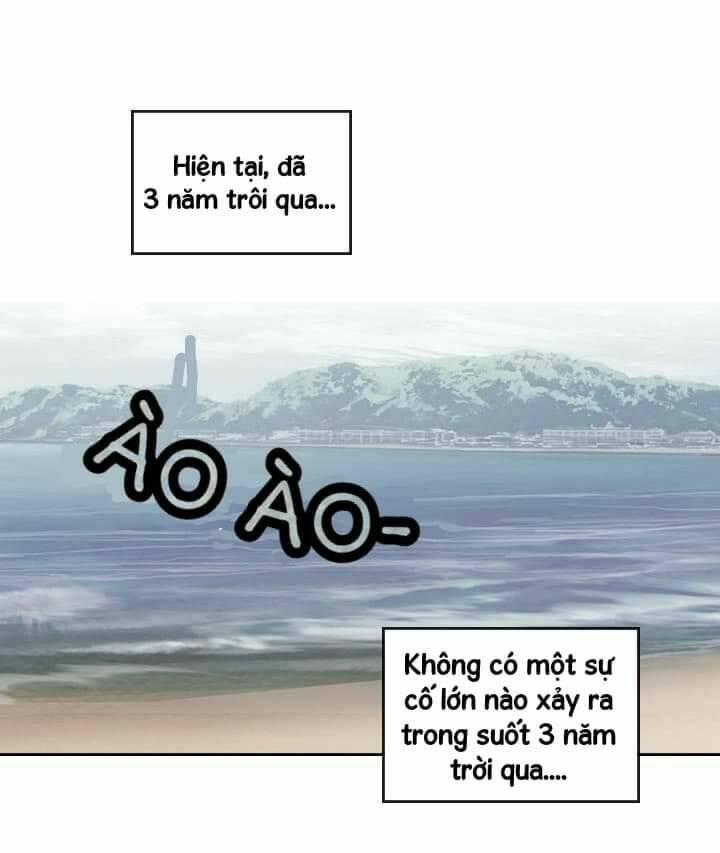 Hiện tại, đã
3 năm trôi qua...
ÀO ÀO-
Không có một sự
cố lớn nào xảy ra
trong suốt 3 năm
trời qua....